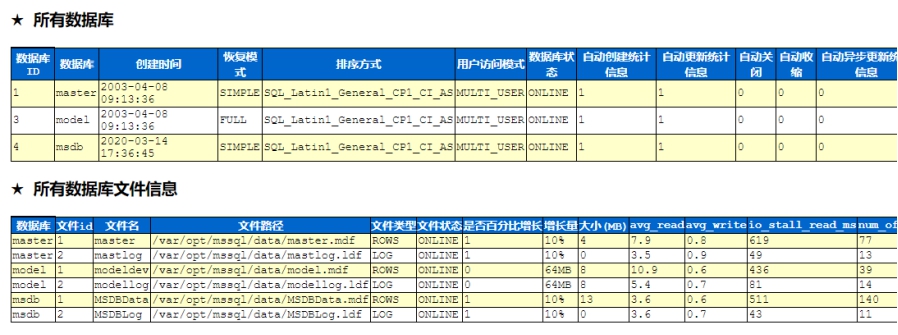 ★ 所有数据库
数据库ID 数据库 创建时间 恢复模式 排序方式 用户访问模式 数据库状态 自动创建统计信息 自动更新统计信息 自动关闭 自动收缩 自动异步更新统信息
1 master 2003-04-08 09:13:36 SIMPLE SQL_Latin1_General_CP1_CI_AS MULTI_USER ONLINE 1 1 0 0 0
3 model 2003-04-08 09:13:36 FULL SQL_Latin1_General_CP1_CI_AS MULTI_USER ONLINE 1 1 0 0 0
4 msdb 2020-03-14 17:36:45 SIMPLE SQL_Latin1_General_CP1_CI_AS MULTI_USER ONLINE 1 1 0 0 0
★ 所有数据库文件信息
数据库 文件id 文件名 文件路径 文件类型 文件状态 是否百分比增长 增长量 大小(MB) avg_read avg_write io_stall_read_ms num_of
master 1 master /var/opt/mssql/data/master.mdf ROWS ONLINE 1 10% 4 7.9 0.8 619 77
master 2 mastlog /var/opt/mssql/data/mastlog.ldf LOG ONLINE 1 10% 0 3.5 0.9 49 13
model 1 modeldev /var/opt/mssql/data/model.mdf ROWS ONLINE 0 64MB 8 10.9 0.6 436 39
model 2 modellog /var/opt/mssql/data/modellog.ldf LOG ONLINE 0 64MB 8 5.4 0.7 81 14
msdb 1 MSDBData /var/opt/mssql/data/MSDBData.mdf ROWS ONLINE 1 10% 13 3.6 0.6 511 140
msdb 2 MSDBLog /var/opt/mssql/data/MSDBLog.ldf LOG ONLINE 1 10% 0 3.6 0.7 43 11